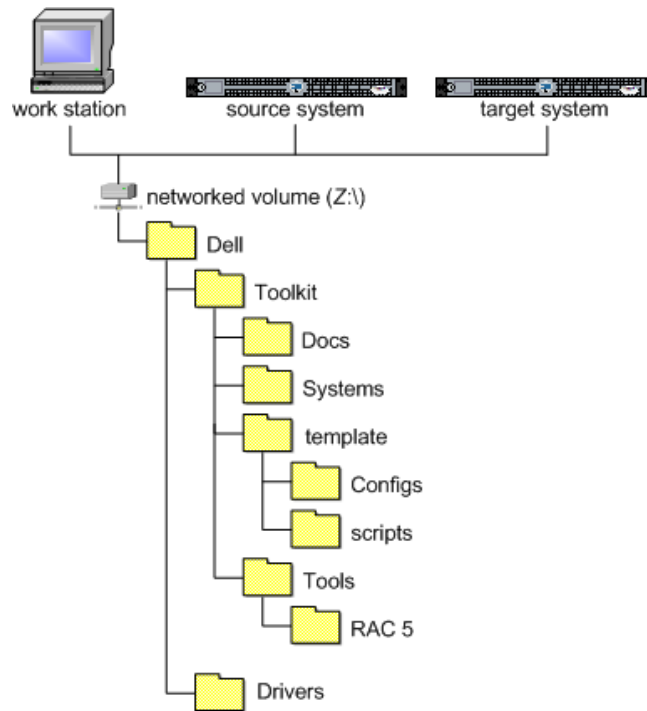 work station
source system
target system
networked volume (Z:\)
Dell
Toolkit
Docs
Systems
template
Configs
scripts
Tools
RAC 5
Drivers